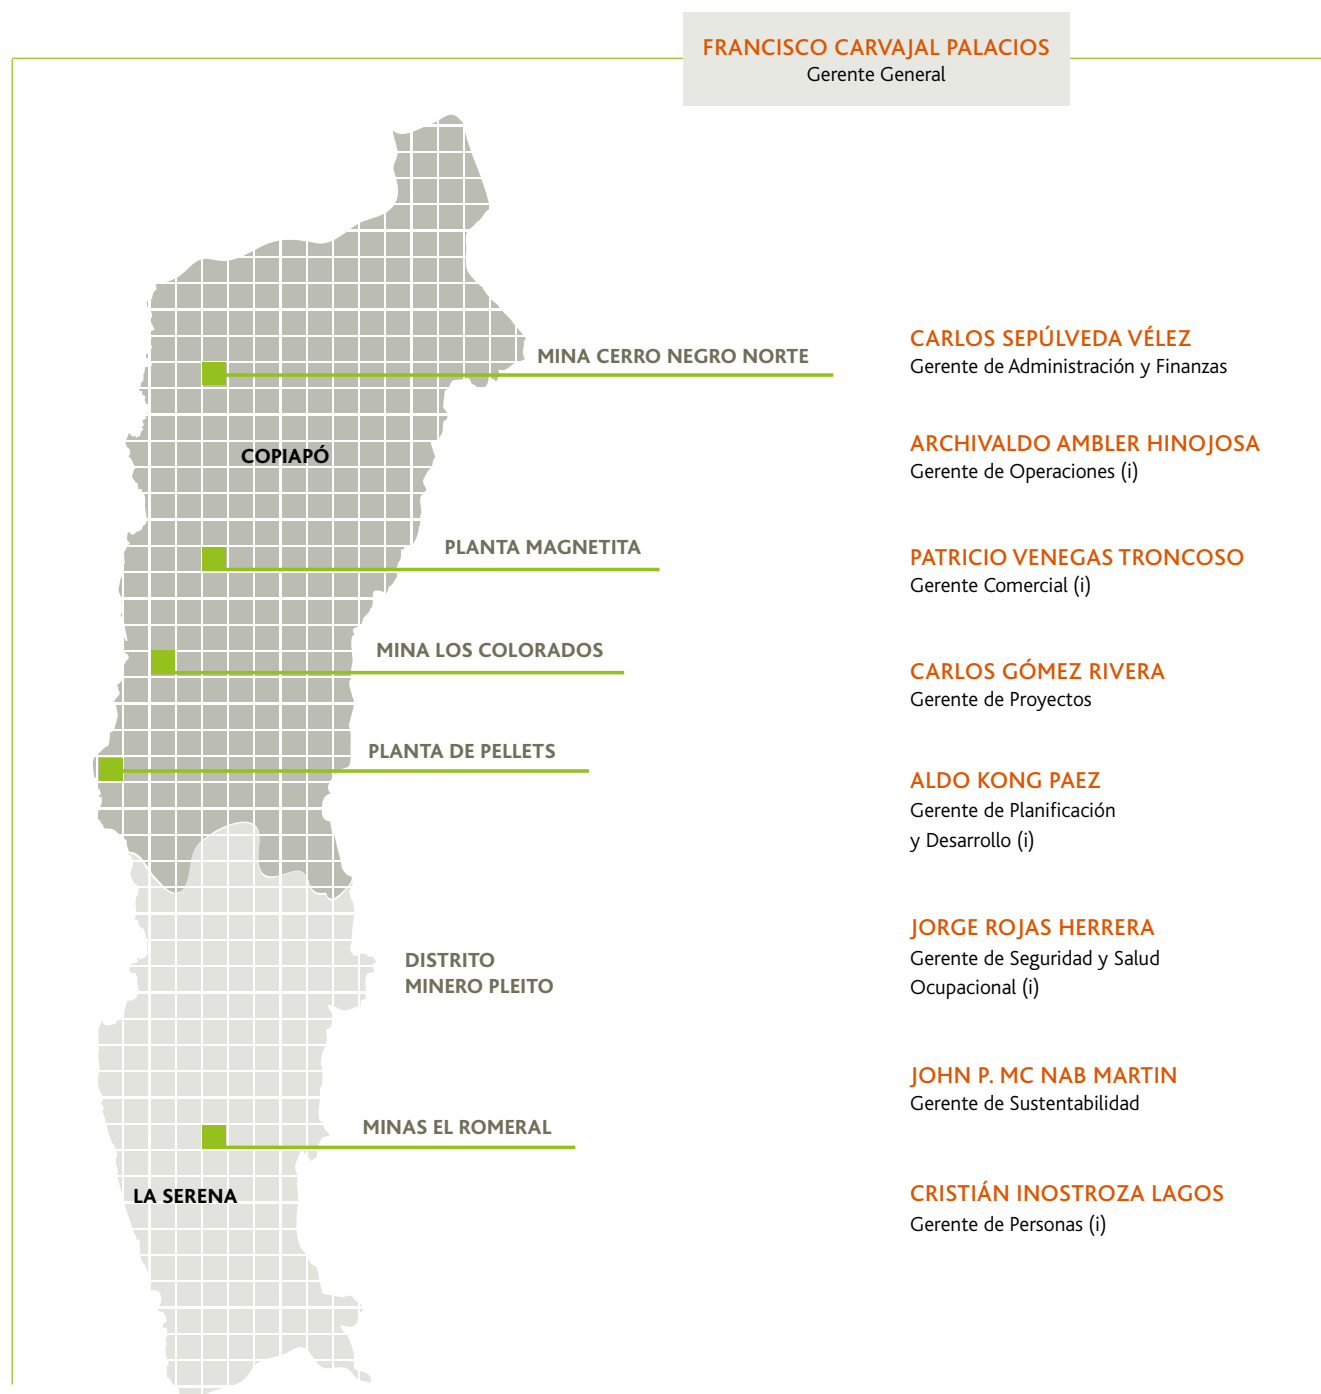 FRANCISCO CARVAJAL PALACIOS
Gerente General
MINA CERRO NEGRO NORTE
COPIAPÓ
PLANTA MAGNETITA
MINA LOS COLORADOS
PLANTA DE PELLETS
DISTRITO
MINERO PLEITO
MINAS EL ROMERAL
LA SERENA
CARLOS SEPÚLVEDA VÉLEZ
Gerente de Administración y Finanzas
ARCHIVALDO AMBLER HINOJOSA
Gerente de Operaciones (i)
PATRICIO VENEGAS TRONCOSO
Gerente Comercial (i)
CARLOS GÓMEZ RIVERA
Gerente de Proyectos
ALDO KONG PAEZ
Gerente de Planificación
y Desarrollo (i)
JORGE ROJAS HERRERA
Gerente de Seguridad y Salud
Ocupacional (i)
JOHN P. MC NAB MARTIN
Gerente de Sustentabilidad
CRISTIÁN INOSTROZA LAGOS
Gerente de Personas (i)